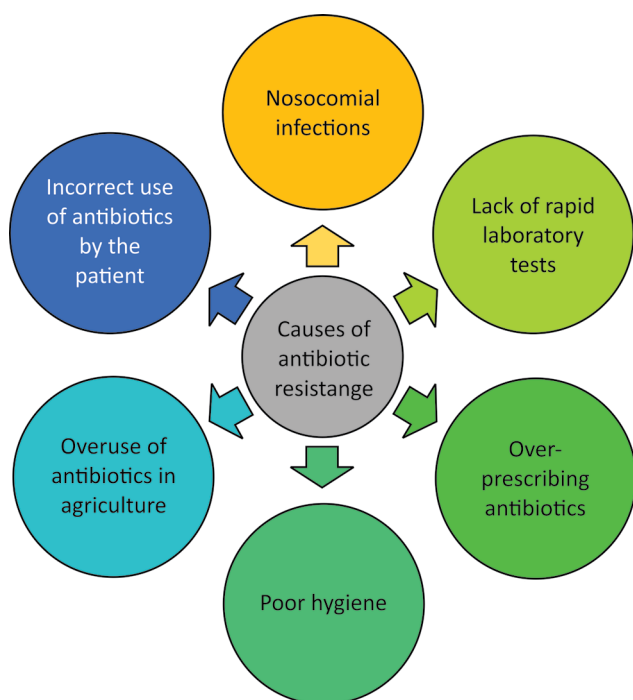 Nosocomial
infections
Lack of rapid
laboratory
tests
Over-
prescribing
antibiotics
Poor hygiene
Overuse of
antibiotics in
agriculture
Incorrect use
of antibiotics
by the
patient
Causes of
antibiotic
resistange